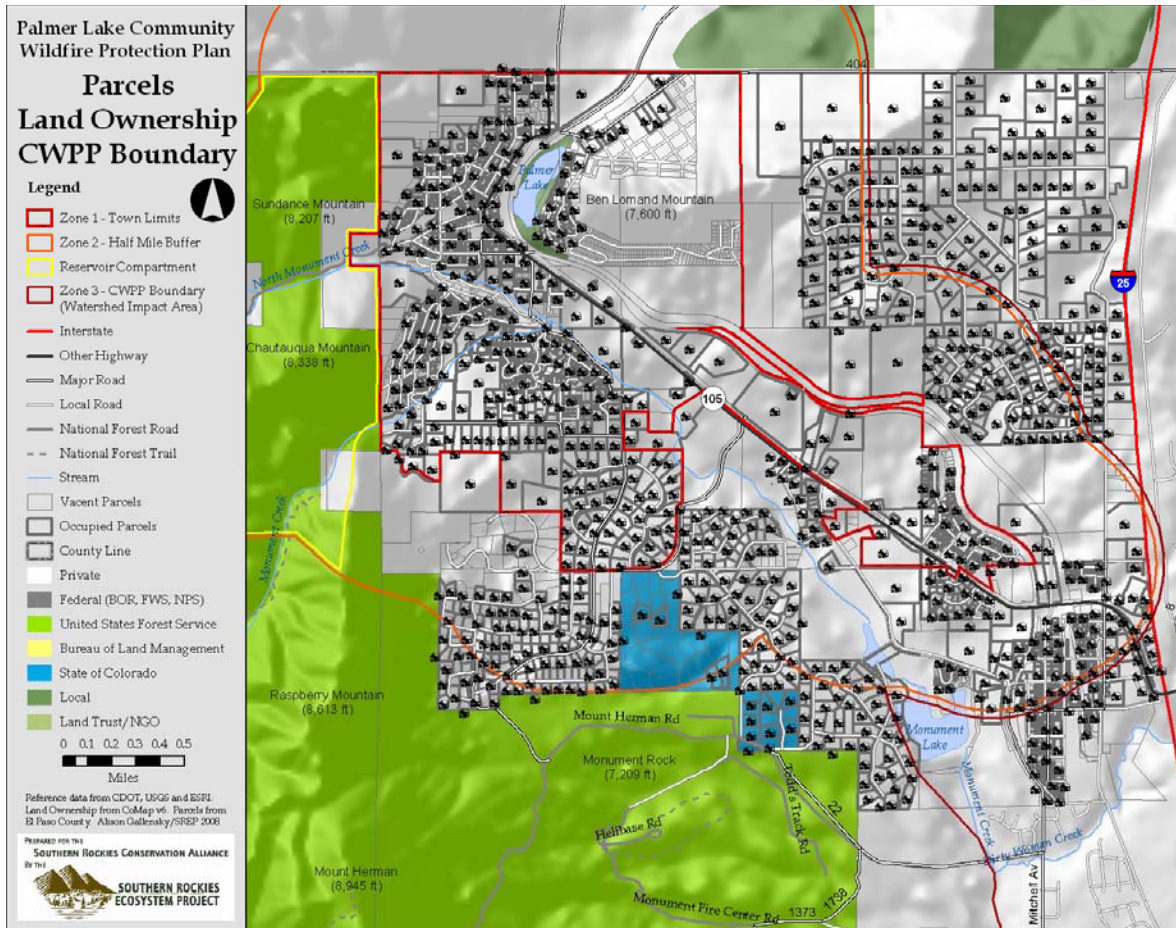 Palmer Lake Community
Wildfire Protection Plan
Parcels
Land Ownership
CWPP Boundary
Legend
Zone 1 - Town Limits
Zone 2 - Half Mile Buffer
Reservoir Compartment
Zone 3 - CWPP Boundary
(Watershed Impact Area)
Interstate
Other Highway
Major Road
Local Road
National Forest Road
National Forest Trail
Stream
Vacent Parcels
Occupied Parcels
County Line
Private
Federal (BOR, FWS, NPS)
United States Forest Service
Bureau of Land Management
State of Colorado
Local
Land Trust/NGO
0 0.1 0.2 0.3 0.4 0.5
Miles
Reference data from CDOT, USGS and ESRI.
Land Ownership from CoMap v6. Parcels from
El Paso County. Alison Gallensky/SREP 2008
PREPARED FOR THE
SOUTHERN ROCKIES CONSERVATION ALLIANCE
BY THE
SOUTHERN ROCKIES
ECOSYSTEM PROJECT
404
Palmer
Lake
Sundance Mountain
(8,207 ft)
Ben Lomand Mountain
(7,600 ft)
North Monument Creek
25
Chautauqua Mountain
(8,338 ft)
105
Monument Creek
Raspberry Mountain
(8,613 ft)
Mount Herman Rd
Monument Rock
(7,209 ft)
Monument
Lake
Todd's Track Rd
22
Hellbase Rd
Monument Creek
Dirty Woman Creek
Mount Herman
(8,945 ft)
Mitchell Av
Monument Fire Center Rd
1373
1738